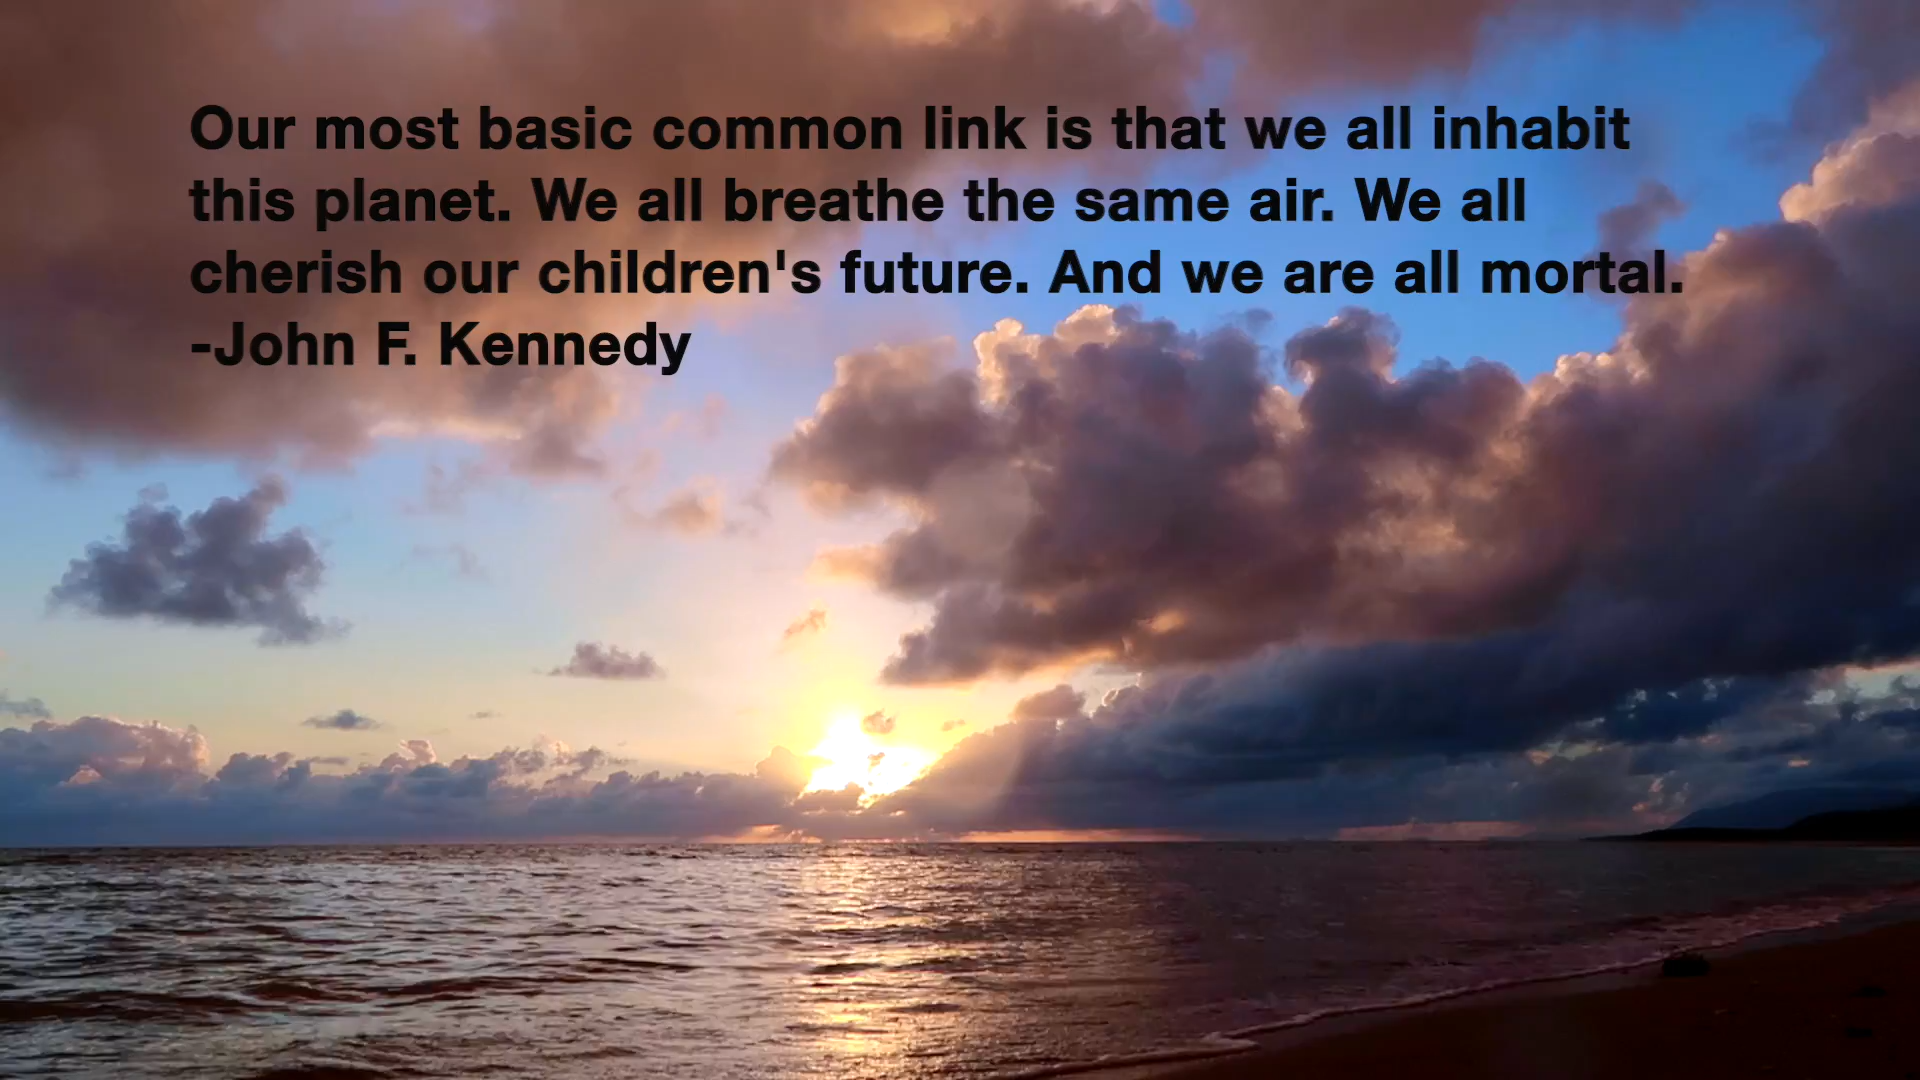 Our most basic common link is that we all inhabit
this planet. We all breathe the same air. We all
cherish our children's future. And we are all mortal.
-John F. Kennedy